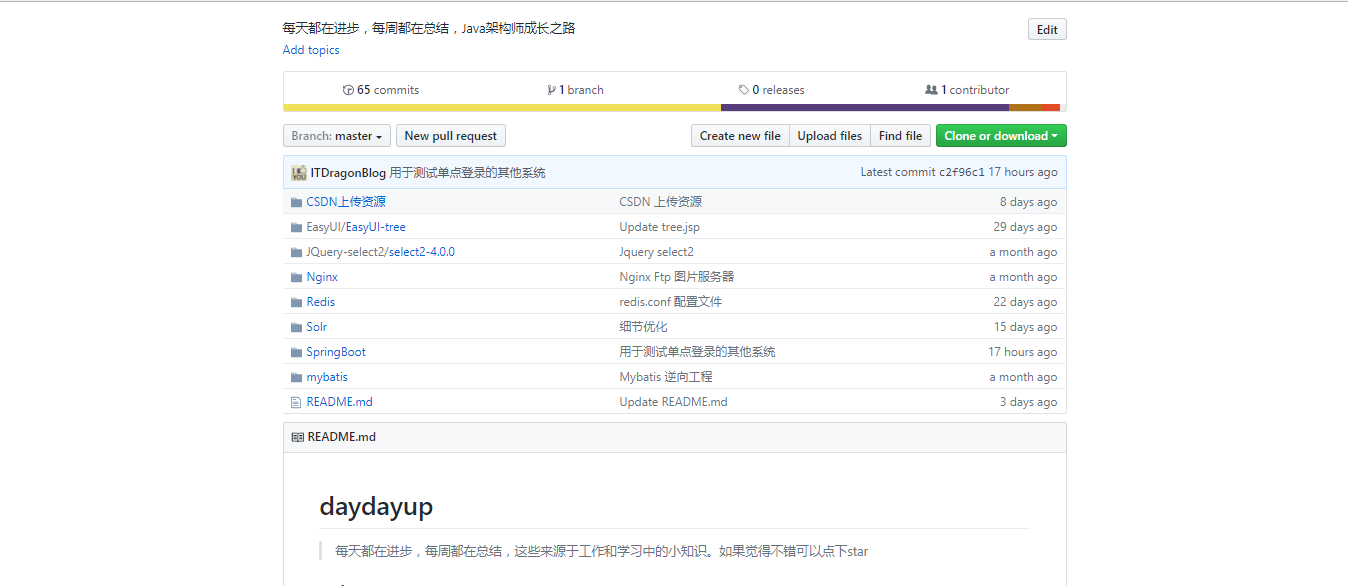 每天都在进步，每周都在总结，Java架构师成长之路 Edit
Add topics
65 commits 1 branch 0 releases 1 contributor
Branch: master New pull request Create new file Upload files Find file Clone or download
ITDragonBlog 用于测试单点登录的其他系统 Latest commit c2f96c1 17 hours ago
CSDN上传资源 CSDN 上传资源 8 days ago
EasyUI/EasyUI-tree Update tree.jsp 29 days ago
JQuery-select2/select2-4.0.0 Jquery select2 a month ago
Nginx Nginx Ftp 图片服务器 a month ago
Redis redis.conf 配置文件 22 days ago
Solr 细节优化 15 days ago
SpringBoot 用于测试单点登录的其他系统 17 hours ago
mybatis Mybatis 逆向工程 a month ago
README.md Update README.md 3 days ago
README.md
daydayup
每天都在进步，每周都在总结，这些来源于工作和学习中的小知识。如果觉得不错可以点下star